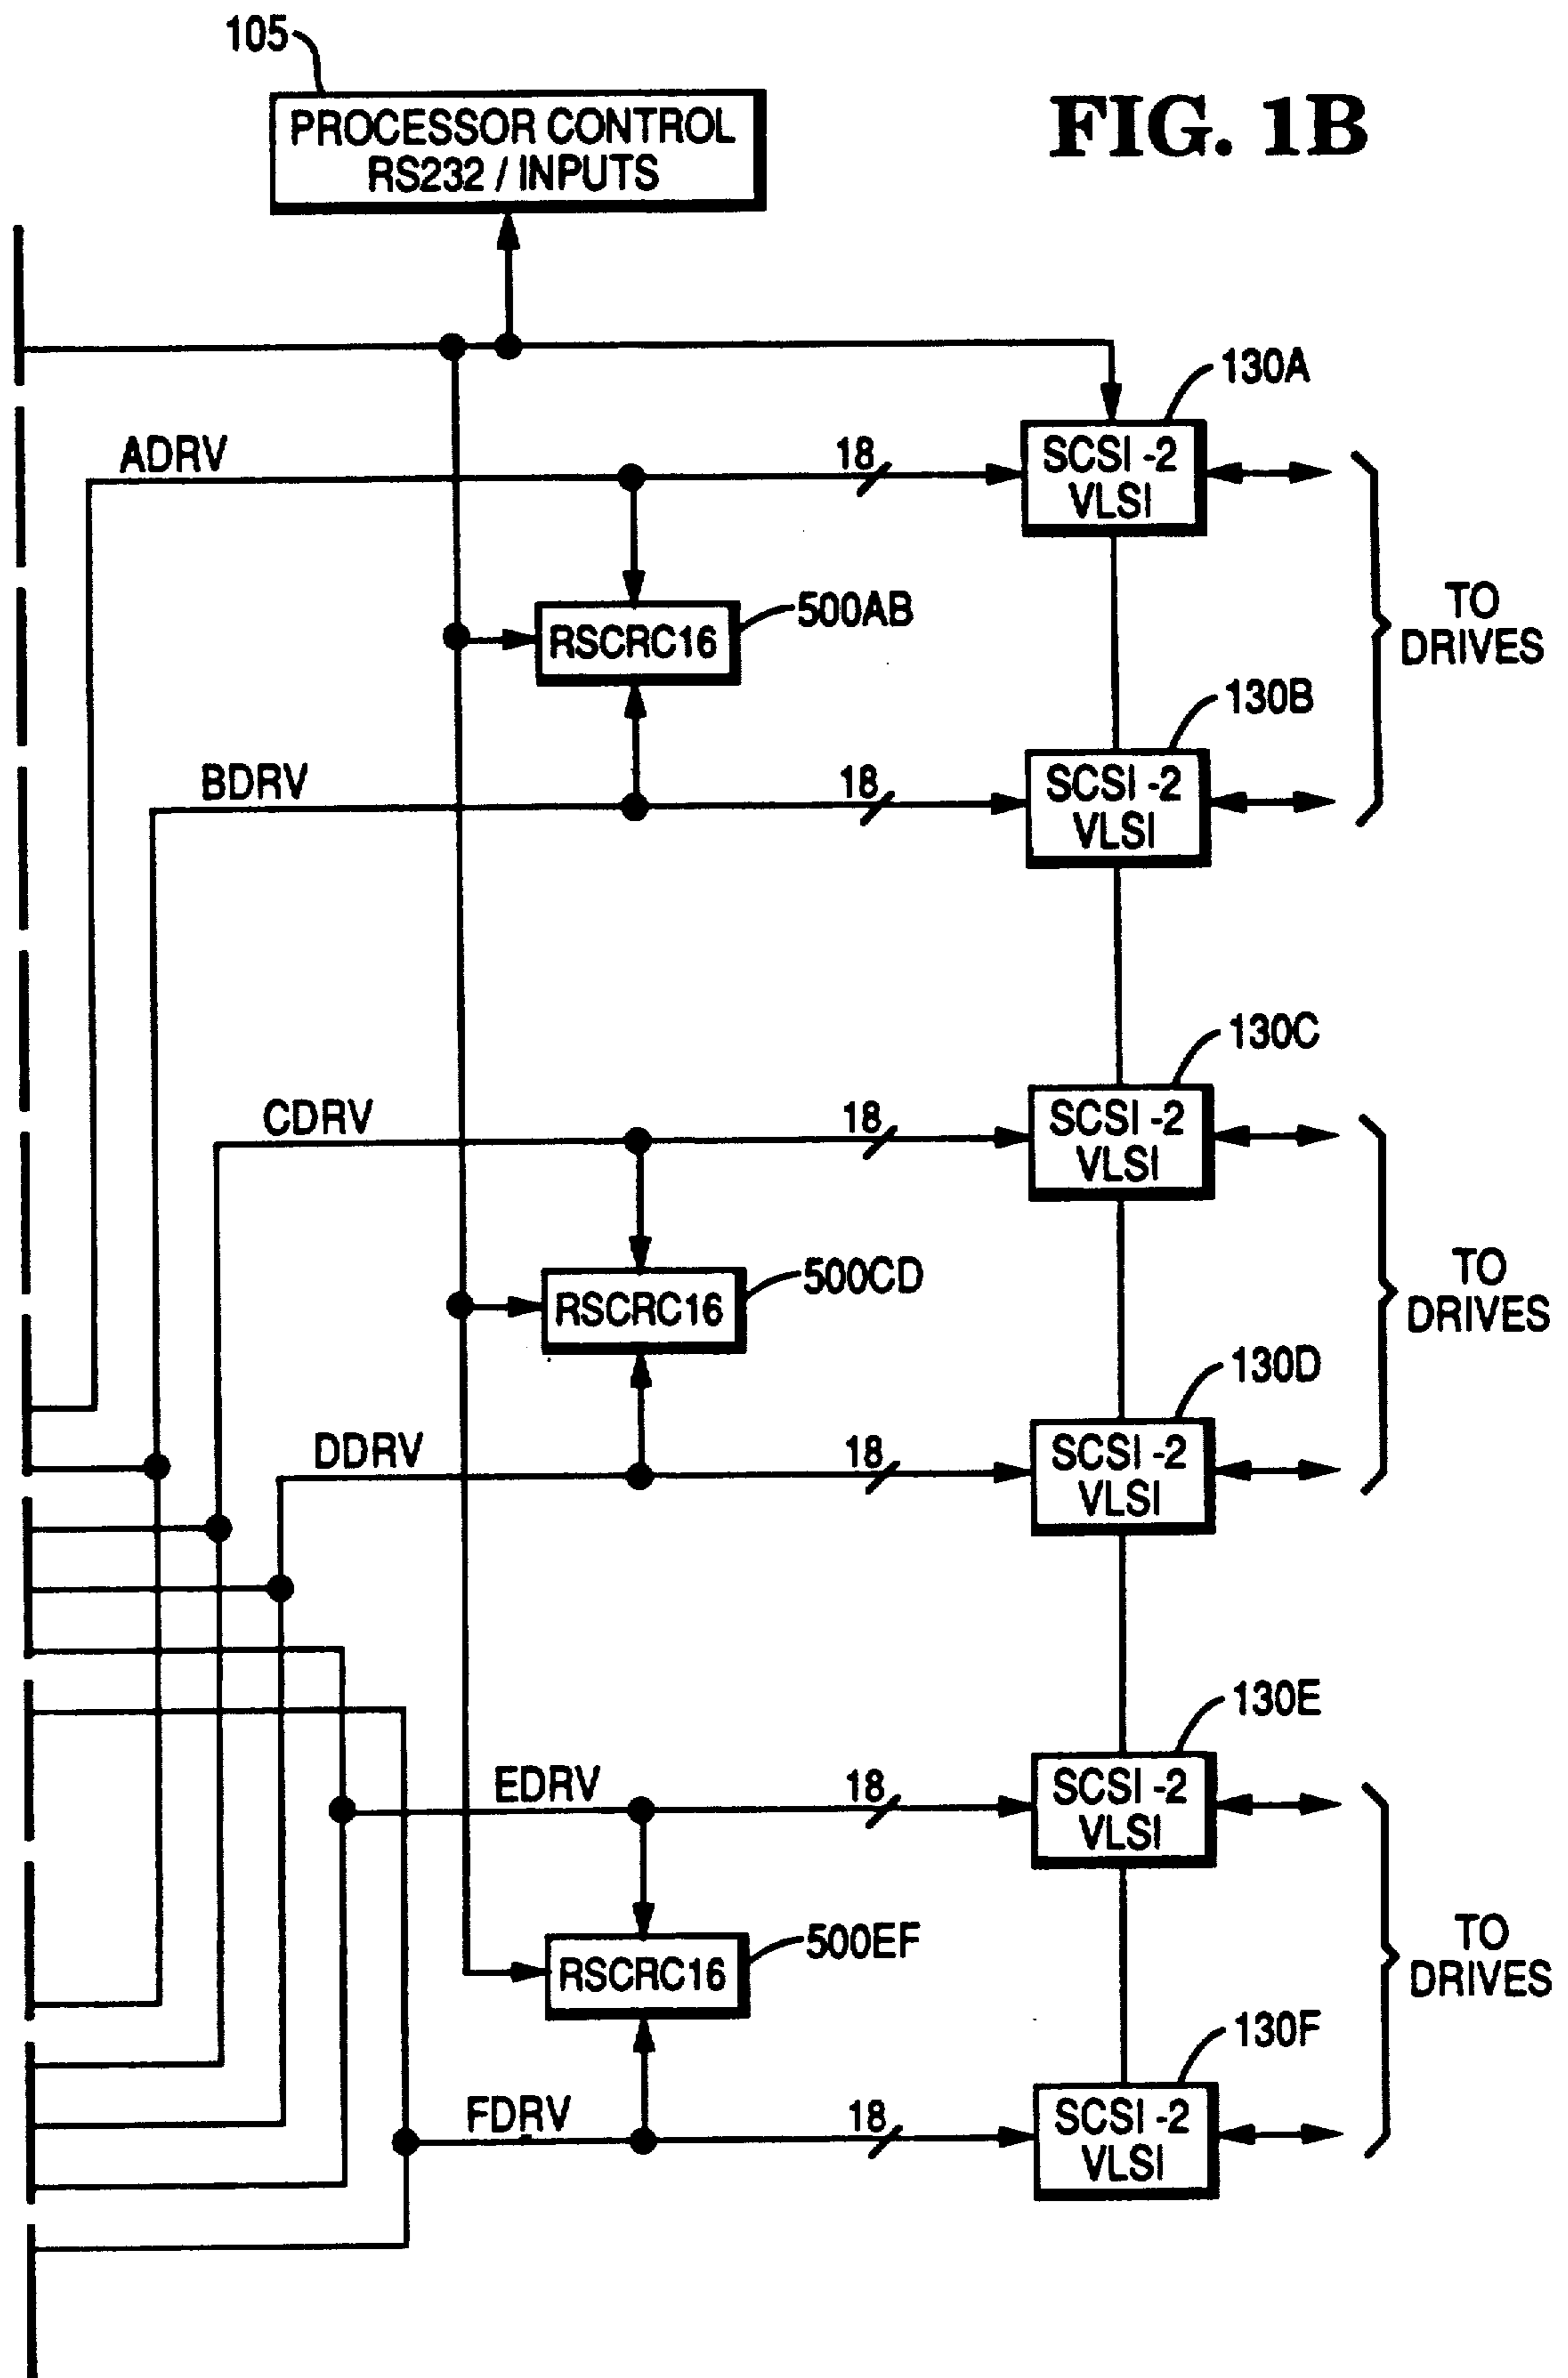 105
PROCESSOR CONTROL
RS232 / INPUTS
FIG. 1B
130A
ADRV
18
SCSI -2
VLSI
500AB
RSCRC16
TO
DRIVES
130B
BDRV
18
SCSI -2
VLSI
130C
CDRV
18
SCSI -2
VLSI
500CD
RSCRC16
TO
DRIVES
130D
DDRV
18
SCSI -2
VLSI
130E
EDRV
18
SCSI -2
VLSI
500EF
RSCRC16
TO
DRIVES
130F
FDRV
18
SCSI -2
VLSI